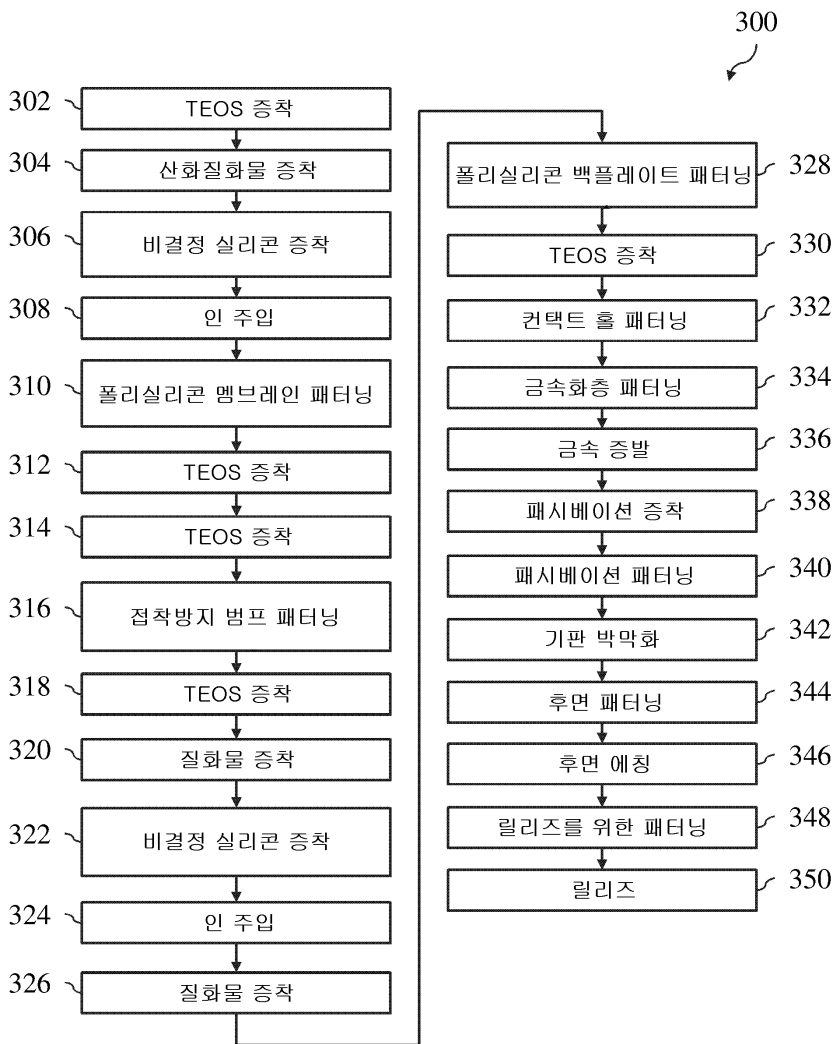 300
302
TEOS 증착
304
산화질화물 증착
306
비결정 실리콘 증착
308
인 주입
310
폴리실리콘 멤브레인 패터닝
312
TEOS 증착
314
TEOS 증착
316
접착방지 범프 패터닝
318
TEOS 증착
320
질화물 증착
322
비결정 실리콘 증착
324
인 주입
326
질화물 증착
폴리실리콘 백플레이트 패터닝
328
TEOS 증착
330
컨택트 홀 패터닝
332
금속화층 패터닝
334
금속 증발
336
패시베이션 증착
338
패시베이션 패터닝
340
기판 박막화
342
후면 패터닝
344
후면 에칭
346
릴리즈를 위한 패터닝
348
릴리즈
350